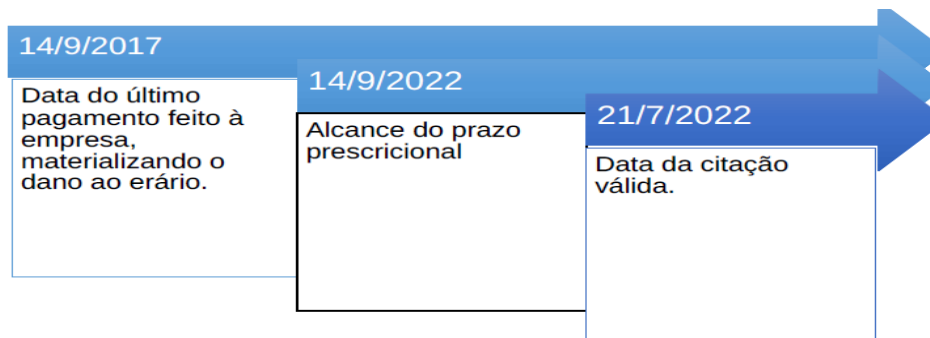 14/9/2017
Data do último
pagamento feito à
empresa,
materializando o
dano ao erário.
14/9/2022
Alcance do prazo
prescricional
21/7/2022
Data da citação
válida.